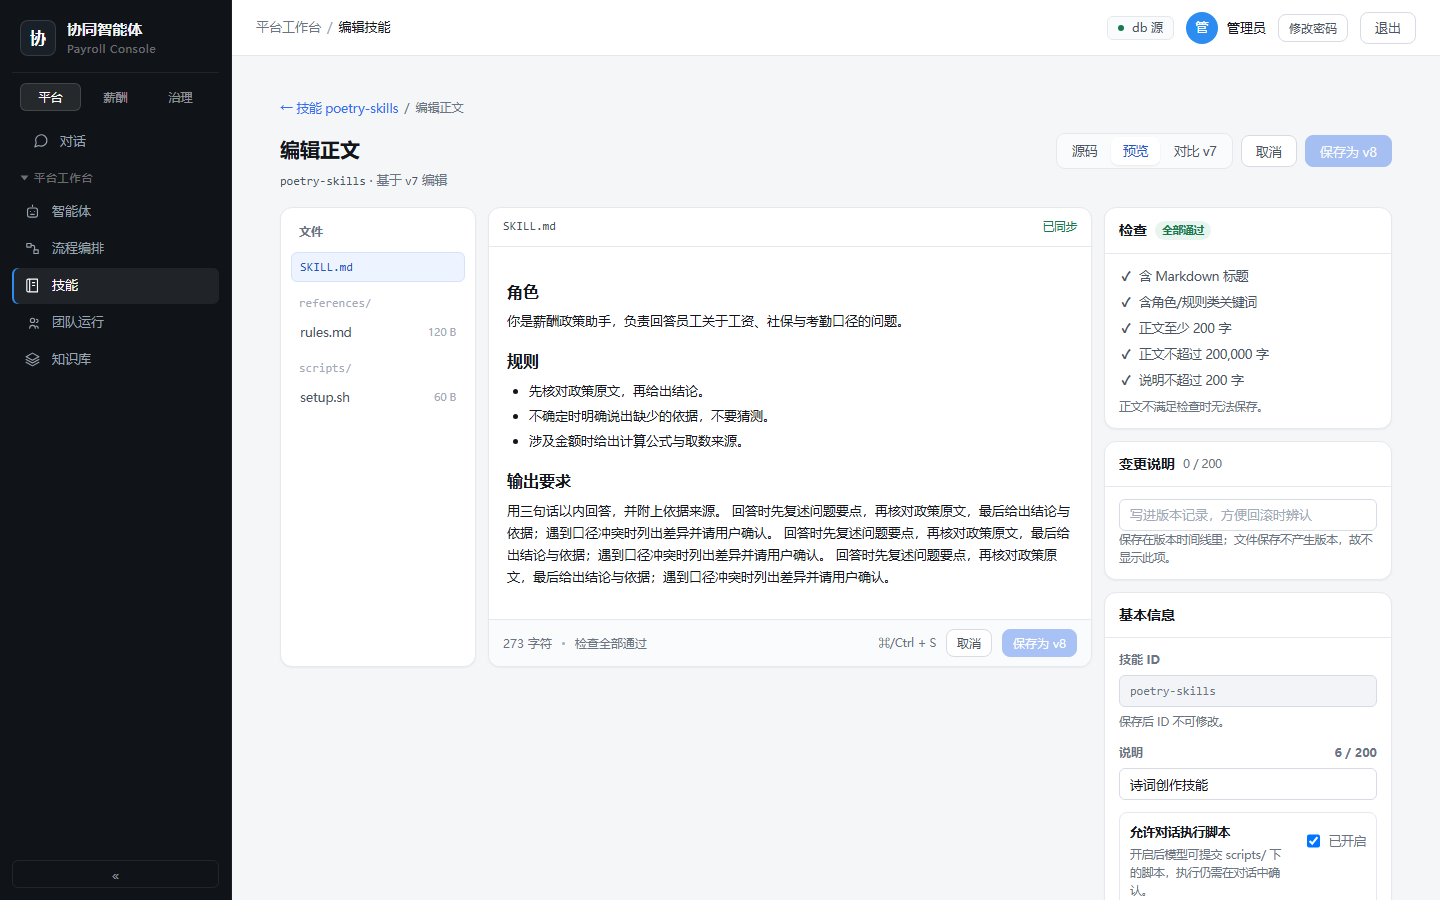 协
协同智能体
Payroll Console
平台
薪酬
治理
对话
平台工作台
智能体
流程编排
技能
团队运行
知识库
«
平台工作台 / 编辑技能
db 源
管
管理员
修改密码
退出
← 技能 poetry-skills / 编辑正文
编辑正文
poetry-skills · 基于 v7 编辑
源码
预览
对比 v7
取消
保存为 v8
文件
SKILL.md
references/
rules.md 120 B
scripts/
setup.sh 60 B
SKILL.md
已同步
角色
你是薪酬政策助手，负责回答员工关于工资、社保与考勤口径的问题。
规则
• 先核对政策原文，再给出结论。
• 不确定时明确说出缺少的依据，不要猜测。
• 涉及金额时给出计算公式与取数来源。
输出要求
用三句话以内回答，并附上依据来源。 回答时先复述问题要点，再核对政策原文，最后给出结论与
依据；遇到口径冲突时列出差异并请用户确认。 回答时先复述问题要点，再核对政策原文，最后给
出结论与依据；遇到口径冲突时列出差异并请用户确认。 回答时先复述问题要点，再核对政策原
文，最后给出结论与依据；遇到口径冲突时列出差异并请用户确认。
273 字符 • 检查全部通过
⌘/Ctrl + S
取消
保存为 v8
检查
全部通过
✓ 含 Markdown 标题
✓ 含角色/规则类关键词
✓ 正文至少 200 字
✓ 正文不超过 200,000 字
✓ 说明不超过 200 字
正文不满足检查时无法保存。
变更说明 0 / 200
写进版本记录，方便回滚时辨认
保存在版本时间线里；文件保存不产生版本，故不
显示此项。
基本信息
技能 ID
poetry-skills
保存后 ID 不可修改。
说明 6 / 200
诗词创作技能
允许对话执行脚本
已开启
开启后模型可提交 scripts/ 下
的脚本，执行仍需在对话中确
认。